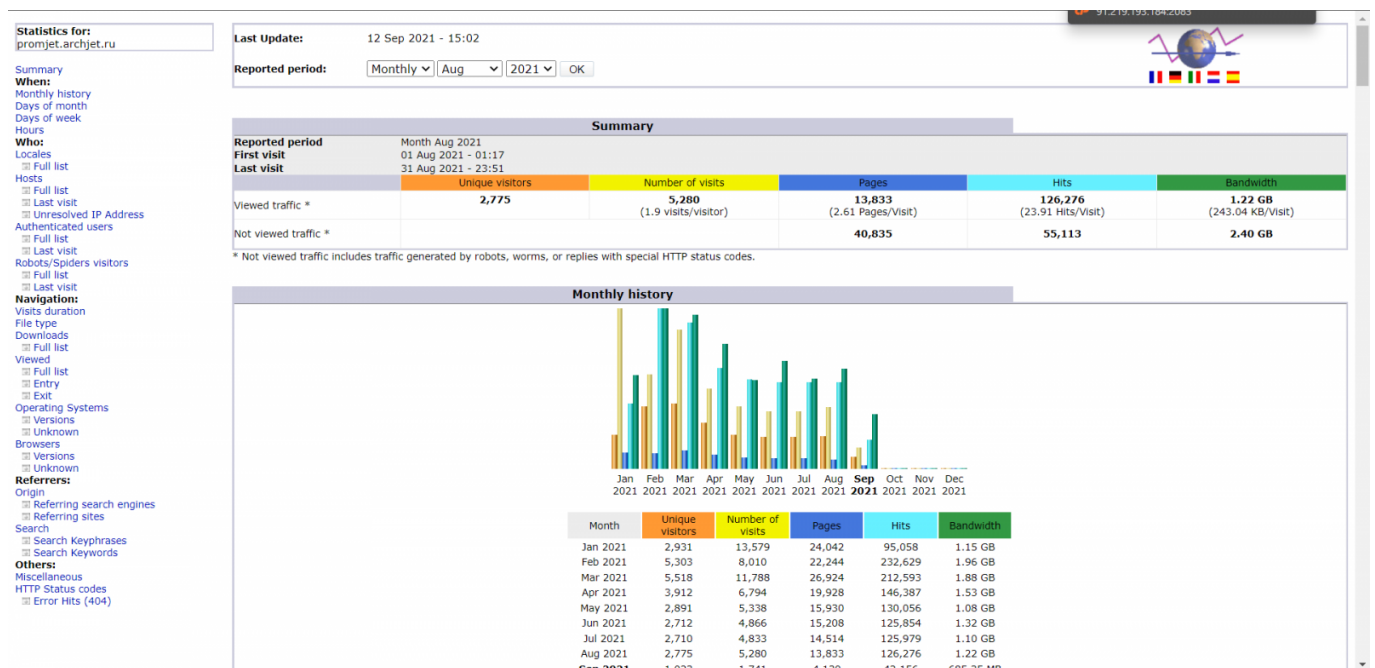 91.219.193.184:2083
Statistics for:
promjet.archjet.ru
Summary
When:
Monthly history
Days of month
Days of week
Hours
Who:
Locales
Full list
Hosts
Full list
Last visit
Unresolved IP Address
Authenticated users
Full list
Last visit
Robots/Spiders visitors
Full list
Last visit
Navigation:
Visits duration
File type
Downloads
Full list
Viewed
Full list
Entry
Exit
Operating Systems
Versions
Unknown
Browsers
Versions
Unknown
Referrers:
Origin
Referring search engines
Referring sites
Search
Search Keyphrases
Search Keywords
Others:
Miscellaneous
HTTP Status codes
Error Hits (404)
Last Update: 12 Sep 2021 - 15:02
Reported period: Monthly Aug 2021 OK
Summary
Reported period Month Aug 2021
First visit 01 Aug 2021 - 01:17
Last visit 31 Aug 2021 - 23:51
Unique visitors Number of visits Pages Hits Bandwidth
Viewed traffic * 2,775 5,280 13,833 126,276 1.22 GB
(1.9 visits/visitor) (2.61 Pages/Visit) (23.91 Hits/Visit) (243.04 KB/Visit)
Not viewed traffic * 40,835 55,113 2.40 GB
* Not viewed traffic includes traffic generated by robots, worms, or replies with special HTTP status codes.
Monthly history
Jan Feb Mar Apr May Jun Jul Aug Sep Oct Nov Dec
2021 2021 2021 2021 2021 2021 2021 2021 2021 2021 2021 2021
Month Unique visitors Number of visits Pages Hits Bandwidth
Jan 2021 2,931 13,579 24,042 95,058 1.15 GB
Feb 2021 5,303 8,010 22,244 232,629 1.96 GB
Mar 2021 5,518 11,788 26,924 212,593 1.88 GB
Apr 2021 3,912 6,794 19,928 146,387 1.53 GB
May 2021 2,891 5,338 15,930 130,056 1.08 GB
Jun 2021 2,712 4,866 15,208 125,854 1.32 GB
Jul 2021 2,710 4,833 14,514 125,979 1.10 GB
Aug 2021 2,775 5,280 13,833 126,276 1.22 GB
Sep 2021